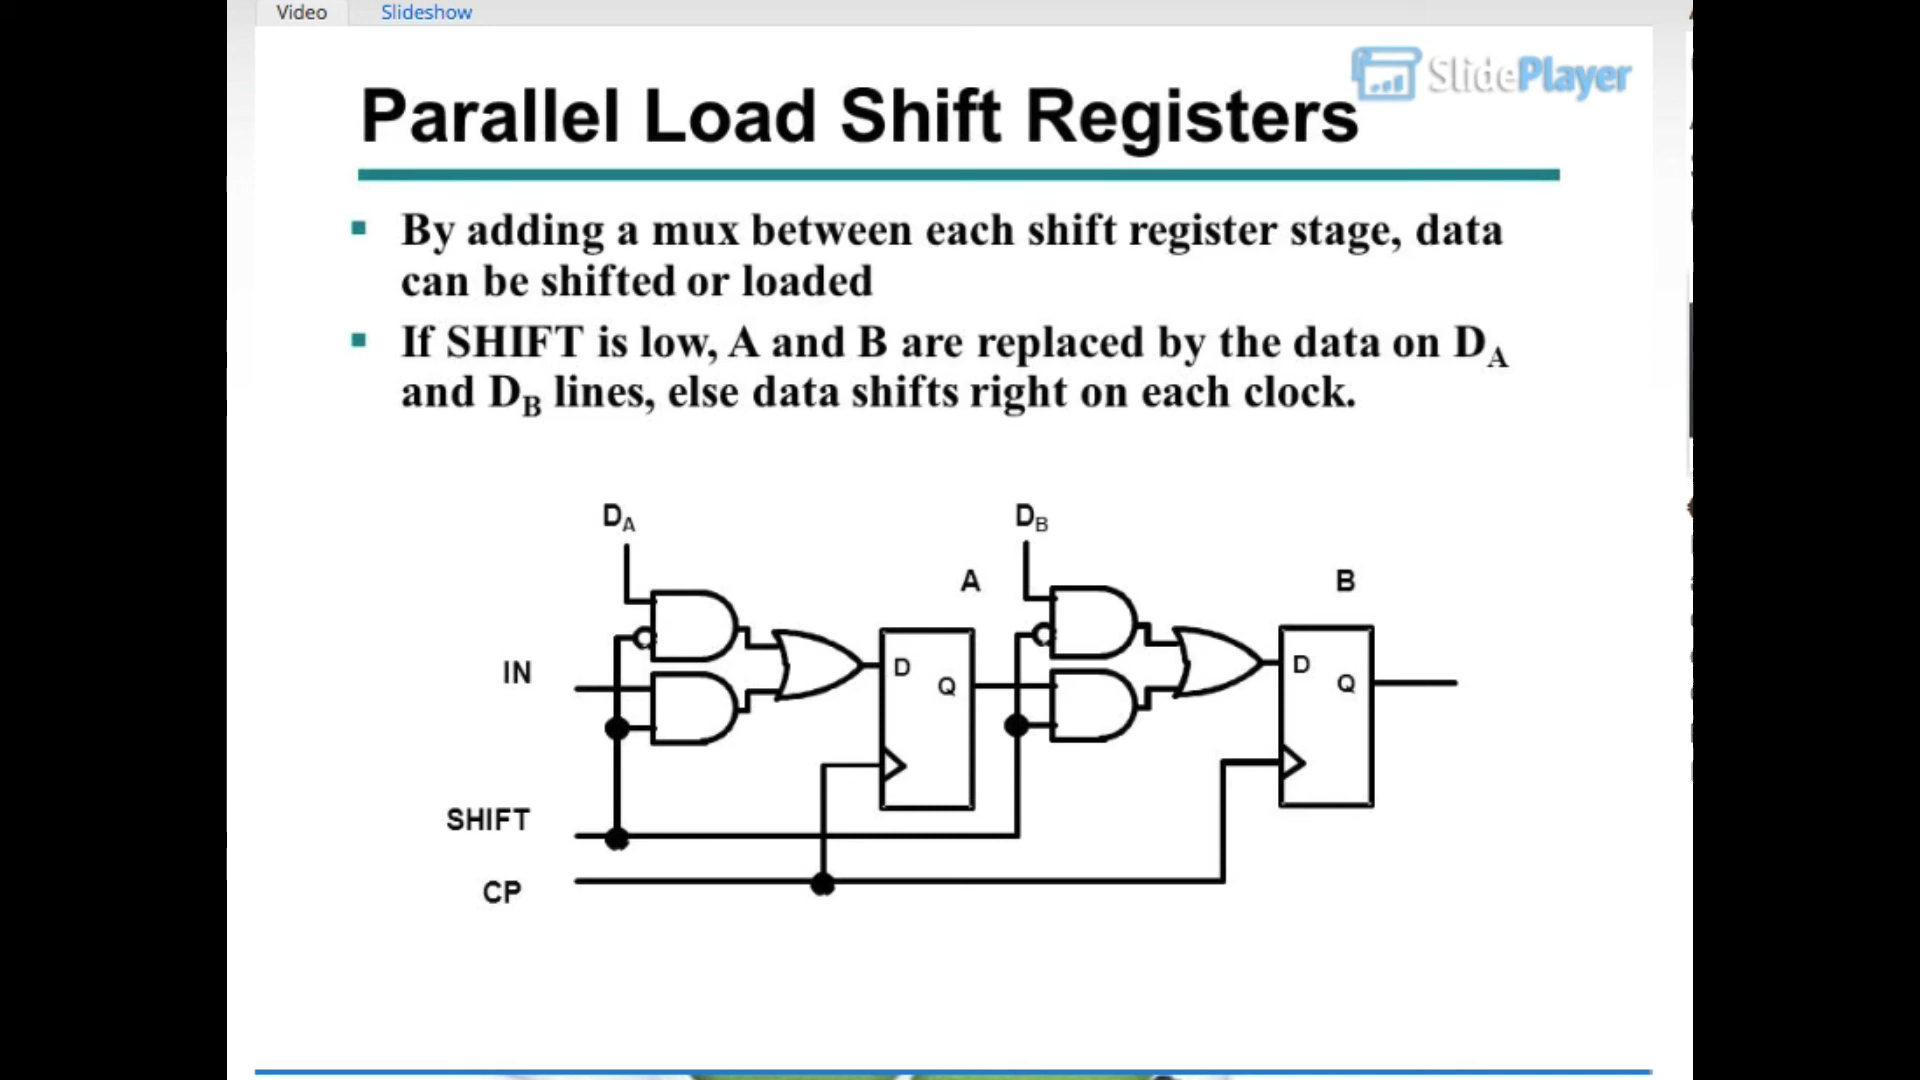 Video Slideshow
SlidePlayer
Parallel Load Shift Registers
By adding a mux between each shift register stage, data
can be shifted or loaded
If SHIFT is low, A and B are replaced by the data on D_A
and D_B lines, else data shifts right on each clock.
D_A D_B
A B
IN D Q D Q
SHIFT
CP